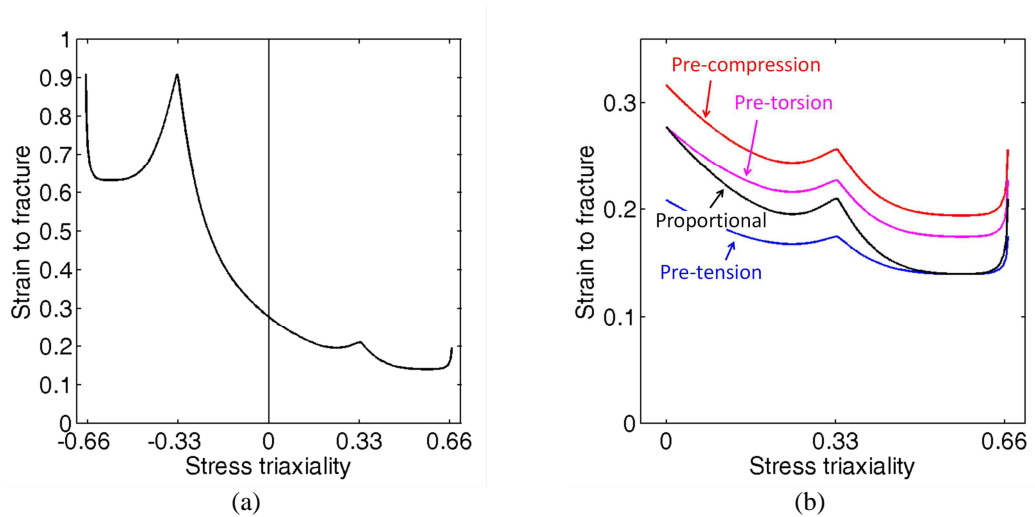 1
0.9
0.8
0.7
0.6
0.5
0.4
0.3
0.2
0.1
0
Strain to fracture
-0.66 -0.33 0 0.33 0.66
Stress triaxiality
(a)
Pre-compression
Pre-torsion
Proportional
Pre-tension
0.3
0.2
0.1
0
Strain to fracture
0 0.33 0.66
Stress triaxiality
(b)